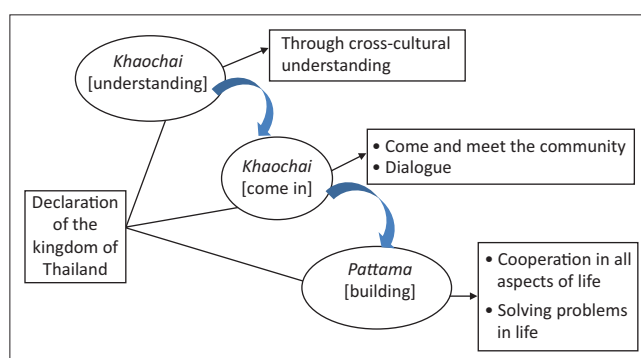 Khaochai
[understanding]
Through cross-cultural
understanding
Khaochai
[come in]
• Come and meet the community
• Dialogue
Declaration
of the
kingdom of
Thailand
Pattama
[building]
• Cooperation in all
aspects of life
• Solving problems
in life